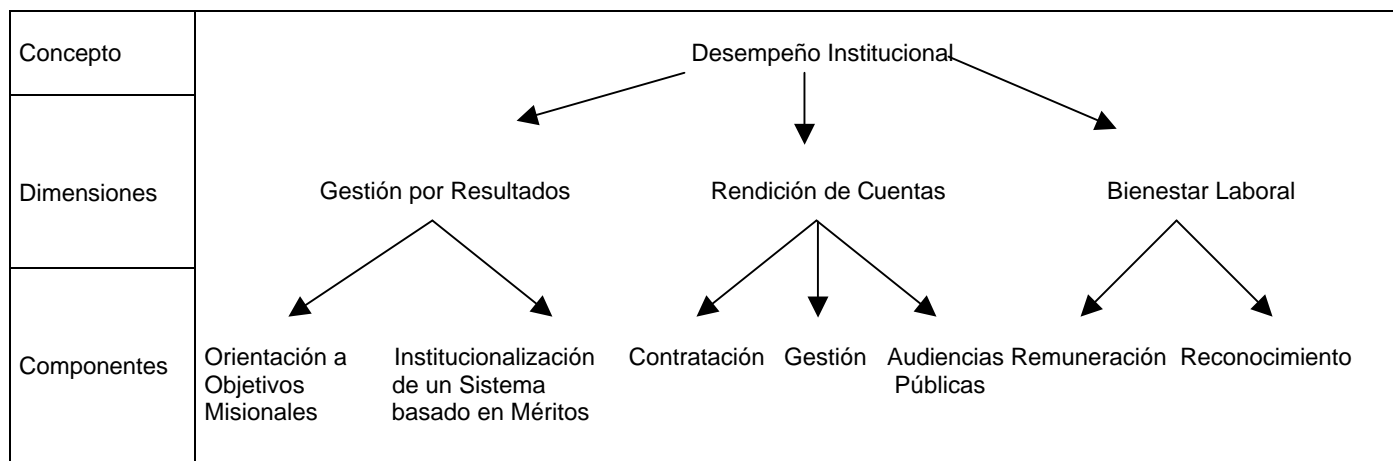 Concepto
Desempeño Institucional
Dimensiones
Gestión por Resultados
Rendición de Cuentas
Bienestar Laboral
Componentes
Orientación a
Objetivos
Misionales
Institucionalización
de un Sistema
basado en Méritos
Contratación
Gestión
Audiencias
Públicas
Remuneración
Reconocimiento